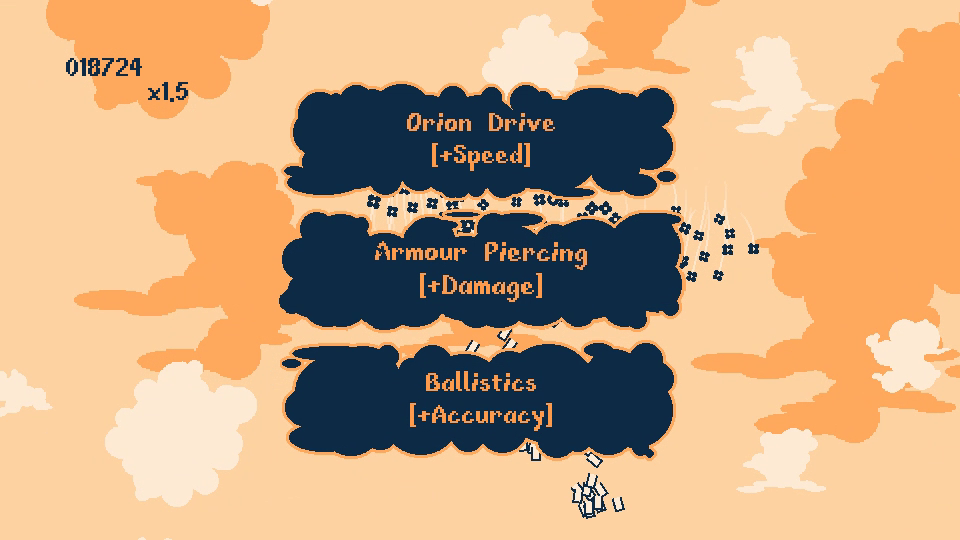 018724
x1.5
Orion Drive
[+Speed]
Armour Piercing
[+Damage]
Ballistics
[+Accuracy]